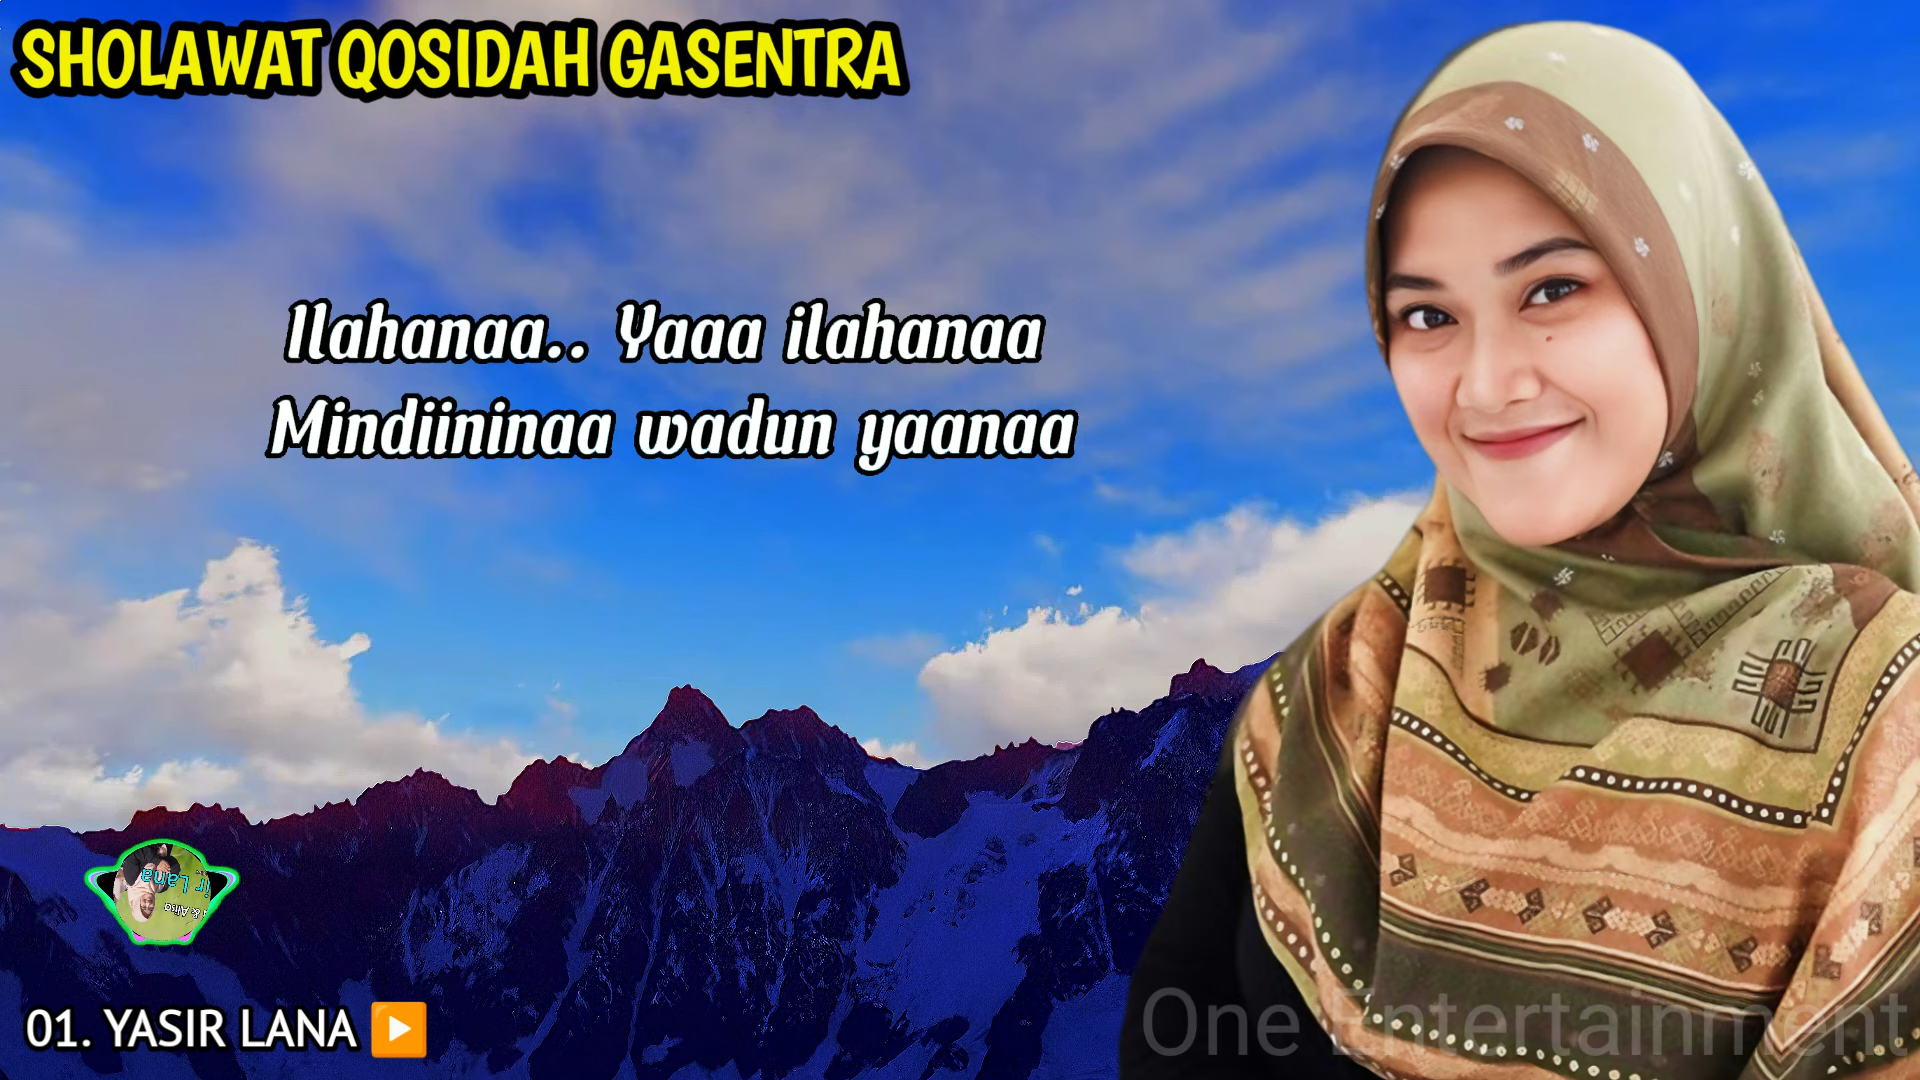 SHOLAWAT QOSIDAH GASENTRA
Ilahanaa.. Yaaa ilahanaa
Mindiininaa wadun yaanaa
01. YASIR LANA
One Entertainment